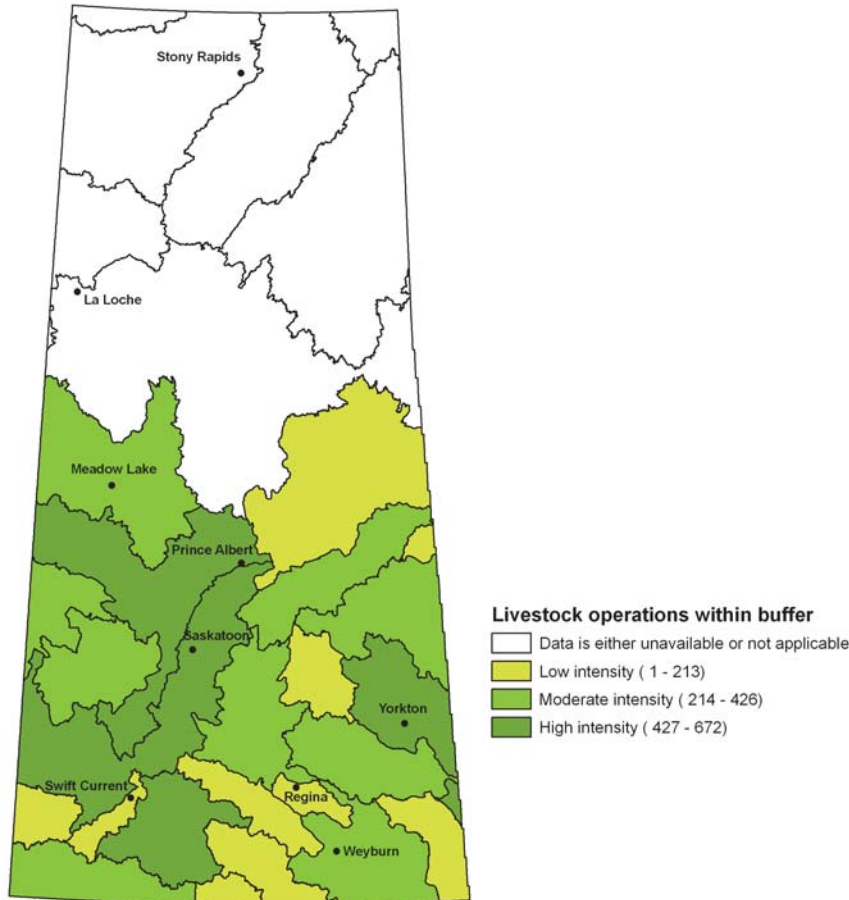 Stony Rapids
La Loche
Meadow Lake
Prince Albert
Saskatoon
Yorkton
Swift Current
Regina
Weyburn
Livestock operations within buffer
Data is either unavailable or not applicable
Low intensity ( 1 - 213)
Moderate intensity ( 214 - 426)
High intensity ( 427 - 672)